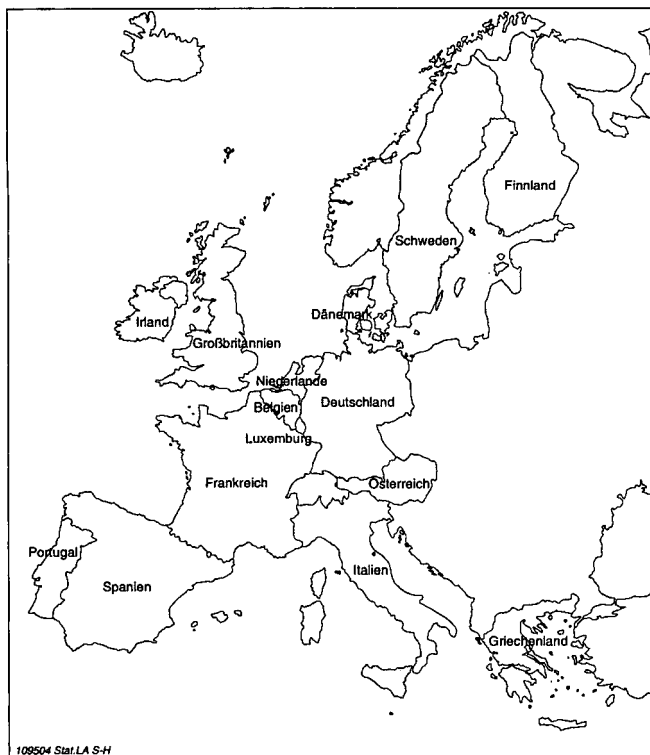 Finnland
Schweden
Dänemark
Irland
Großbritannien
Niederlande
Belgien
Deutschland
Luxemburg
Frankreich
Österreich
Portugal
Spanien
Italien
Griechenland
109504 Stat.LA S-H